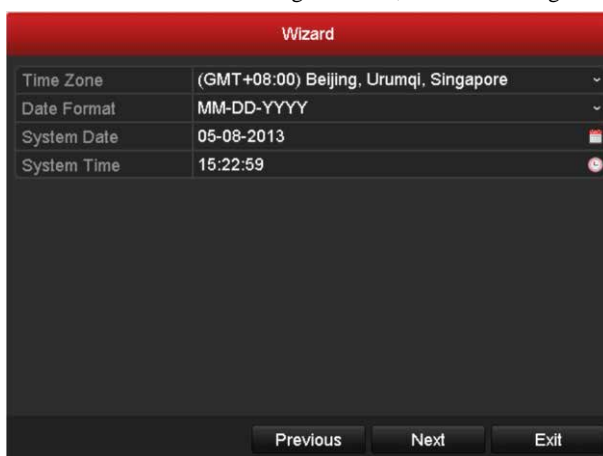 Wizard
Time Zone (GMT+08:00) Beijing, Urumqi, Singapore
Date Format MM-DD-YYYY
System Date 05-08-2013
System Time 15:22:59
Previous Next Exit